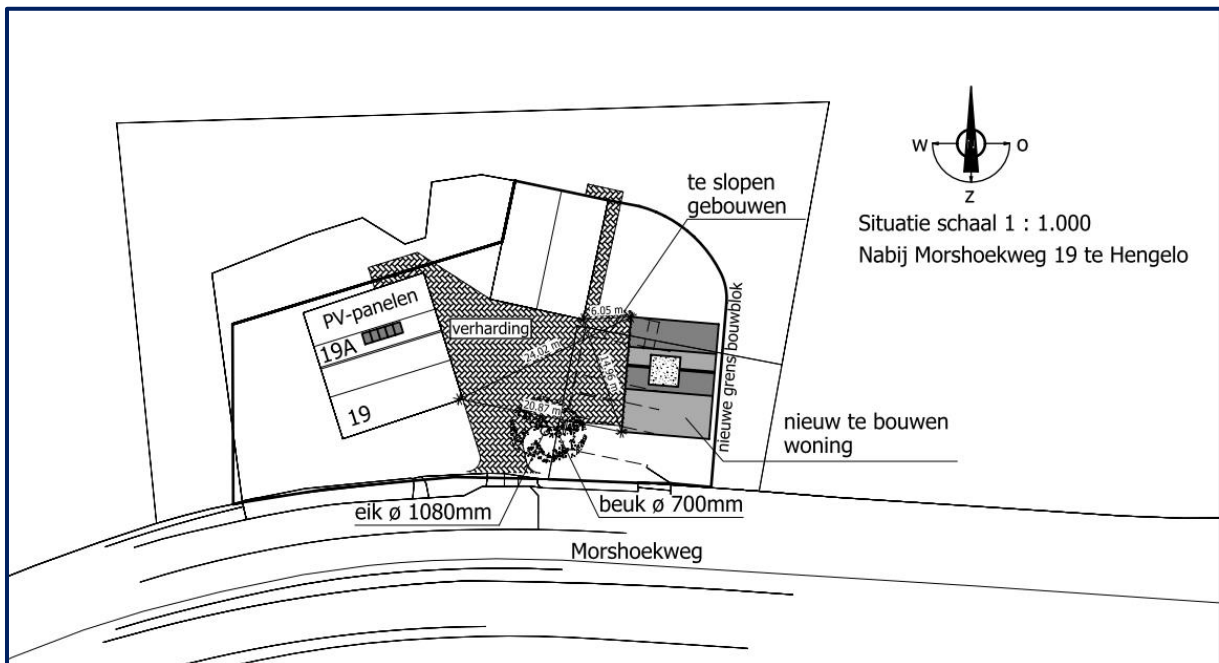 w o
z
Situatie schaal 1 : 1.000
Nabij Morshoekweg 19 te Hengelo
te slopen
gebouwen
PV-panelen
19A
19
verharding
6.05 m
24.02 m
14.96 m
20.87 m
nieuwe grens bouwblok
nieuw te bouwen
woning
eik ø 1080mm
beuk ø 700mm
Morshoekweg